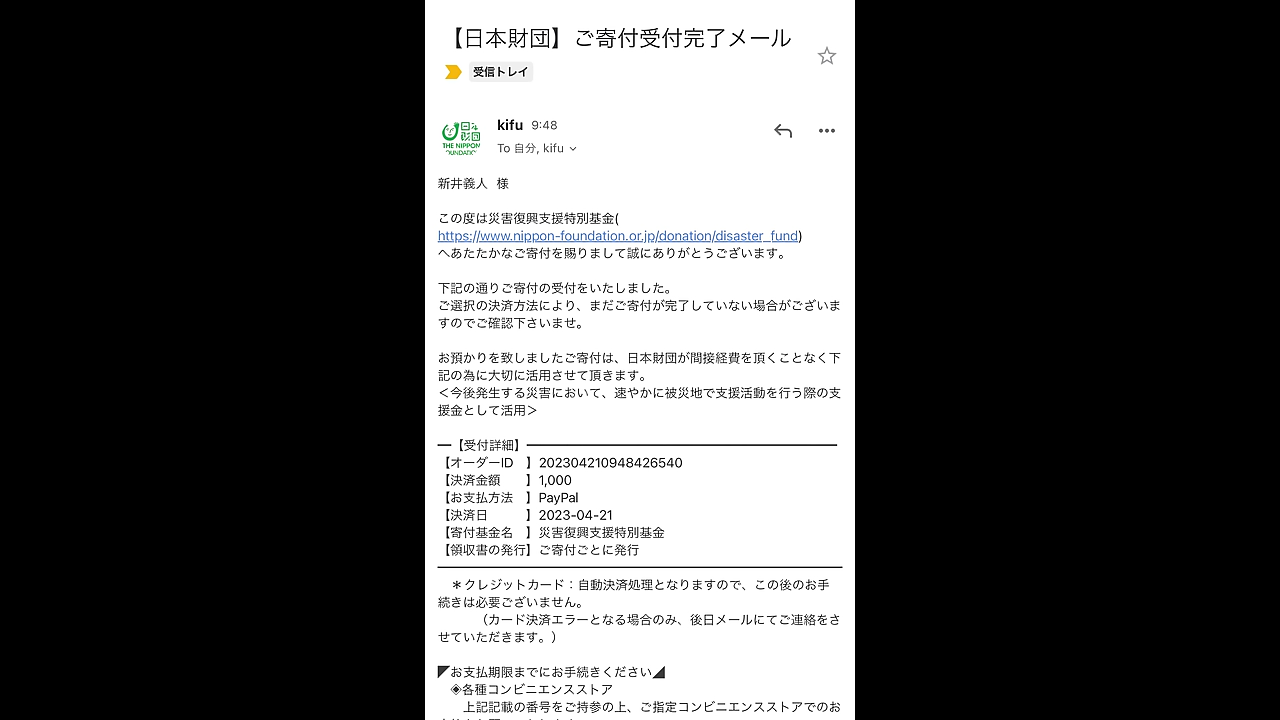 【日本財団】ご寄付受付完了メール
受信トレイ
kifu 9:48
To 自分, kifu
日本財団
THE NIPPON
FOUNDATION
新井義人 様
この度は災害復興支援特別基金(
https://www.nippon-foundation.or.jp/donation/disaster_fund)
へあたたかなご寄付を賜りまして誠にありがとうございます。
下記の通りご寄付の受付をいたしました。
ご選択の決済方法により、まだご寄付が完了していない場合がございま
すのでご確認下さいませ。
お預かりを致しましたご寄付は、日本財団が間接経費を頂くことなく下
記の為に大切に活用させて頂きます。
＜今後発生する災害において、速やかに被災地で支援活動を行う際の支
援金として活用＞
━【受付詳細】━━━━━━━━━━━━━━━━━━━━━━━━━
【オーダーID　】202304210948426540
【決済金額　　】1,000
【お支払方法　】PayPal
【決済日　　　】2023-04-21
【寄付基金名　】災害復興支援特別基金
【領収書の発行】ご寄付ごとに発行
━━━━━━━━━━━━━━━━━━━━━━━━━━━━━━━━
＊クレジットカード：自動決済処理となりますので、この後のお手
続きは必要ございません。
（カード決済エラーとなる場合のみ、後日メールにてご連絡をさ
せていただきます。）
◤お支払期限までにお手続きください◢
◈各種コンビニエンスストア
上記記載の番号をご持参の上、ご指定コンビニエンスストアでのお